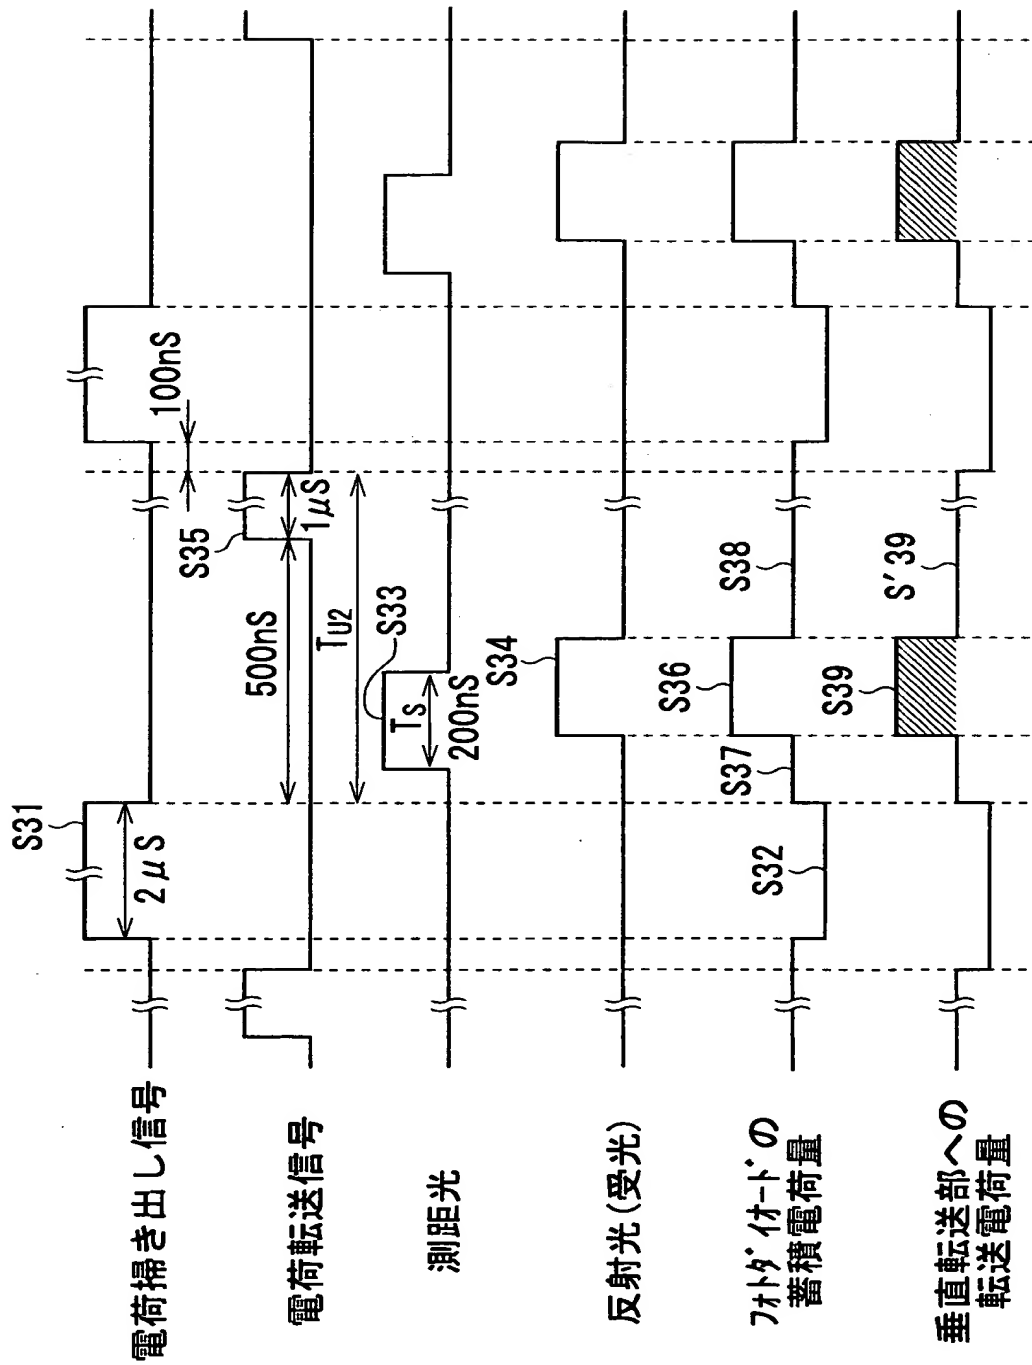 電荷掃き出し信号
S31
2μS
100nS
電荷転送信号
S35
500nS
1μS
TU2
測距光
S33
TS
200nS
反射光(受光)
S34
フォトダイオードの
蓄積電荷量
S32
S37
S36
S38
垂直転送部への
転送電荷量
S39
S'39